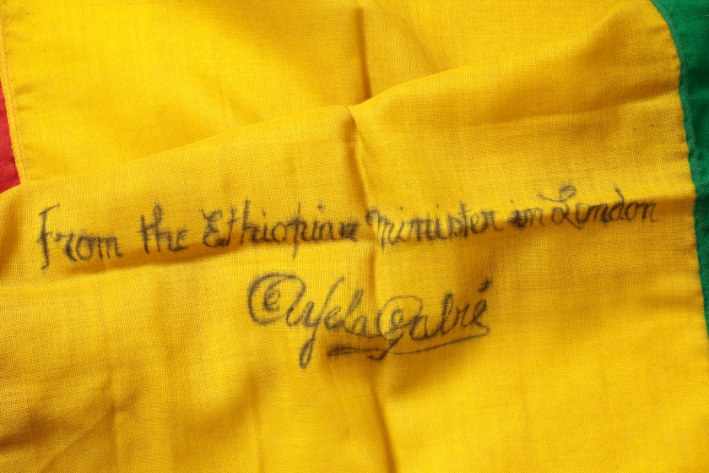 From the Ethiopian Minister in London
Ayela Gabré